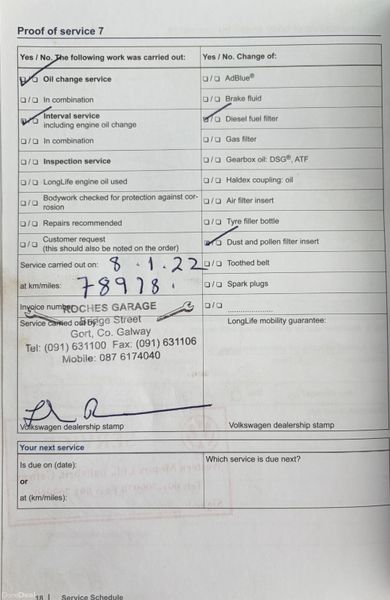 Proof of service 7
Yes / No. The following work was carried out:
Oil change service
In combination
Interval service
including engine oil change
In combination
Inspection service
LongLife engine oil used
Bodywork checked for protection against cor-
rosion
Repairs recommended
Customer request
(this should also be noted on the order)
Service carried out on: 8.1.22
at km/miles: 78978.
Invoice number
ROCHES GARAGE
Service carried out by:
Bridge Street
Gort, Co. Galway
Tel: (091) 631100 Fax: (091) 631106
Mobile: 087 6174040
Volkswagen dealership stamp
Yes / No. Change of:
AdBlue®
Brake fluid
Diesel fuel filter
Gas filter
Gearbox oil: DSG®, ATF
Haldex coupling: oil
Air filter insert
Tyre filler bottle
Dust and pollen filter insert
Toothed belt
Spark plugs
LongLife mobility guarantee:
Volkswagen dealership stamp
Your next service
Is due on (date):
or
at (km/miles):
Which service is due next?
18 | Service Schedule
DoneDeal